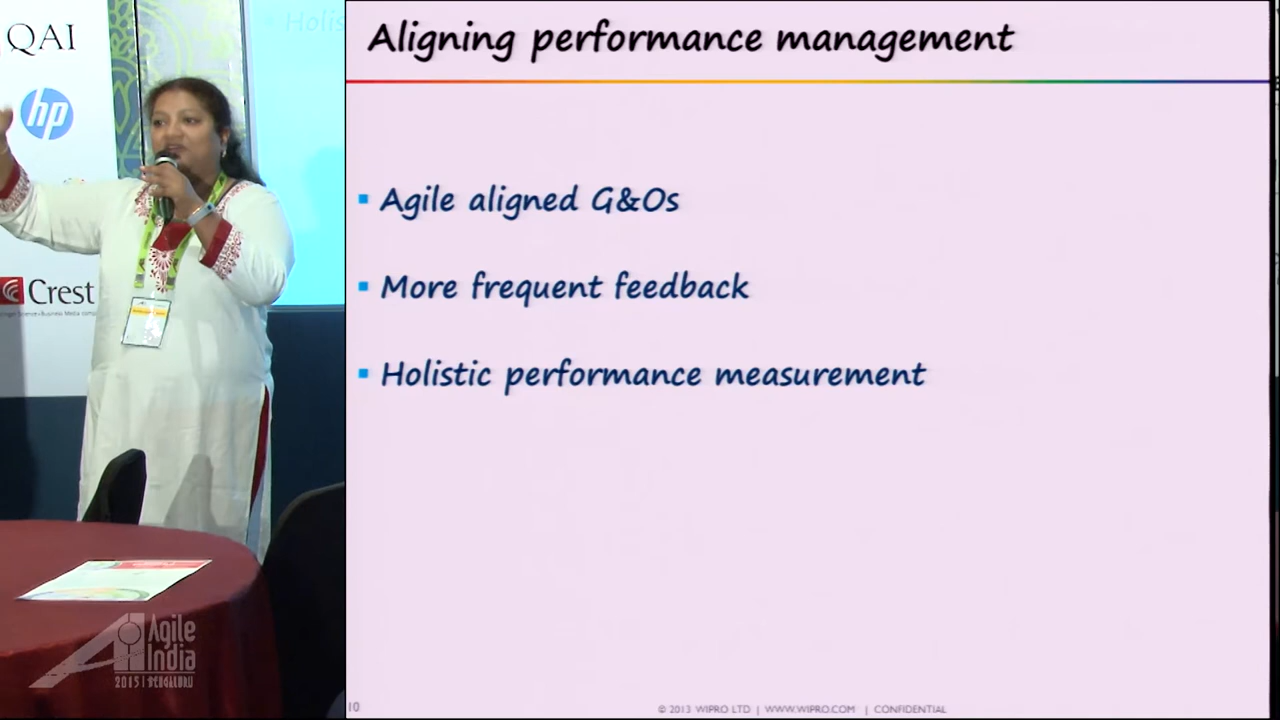 QAI
hp
Crest
Holis
Aligning performance management
Agile aligned G&Os
More frequent feedback
Holistic performance measurement
10
© 2013 WIPRO LTD | WWW.WIPRO.COM | CONFIDENTIAL
Agile
India
2015 | BENGALURU